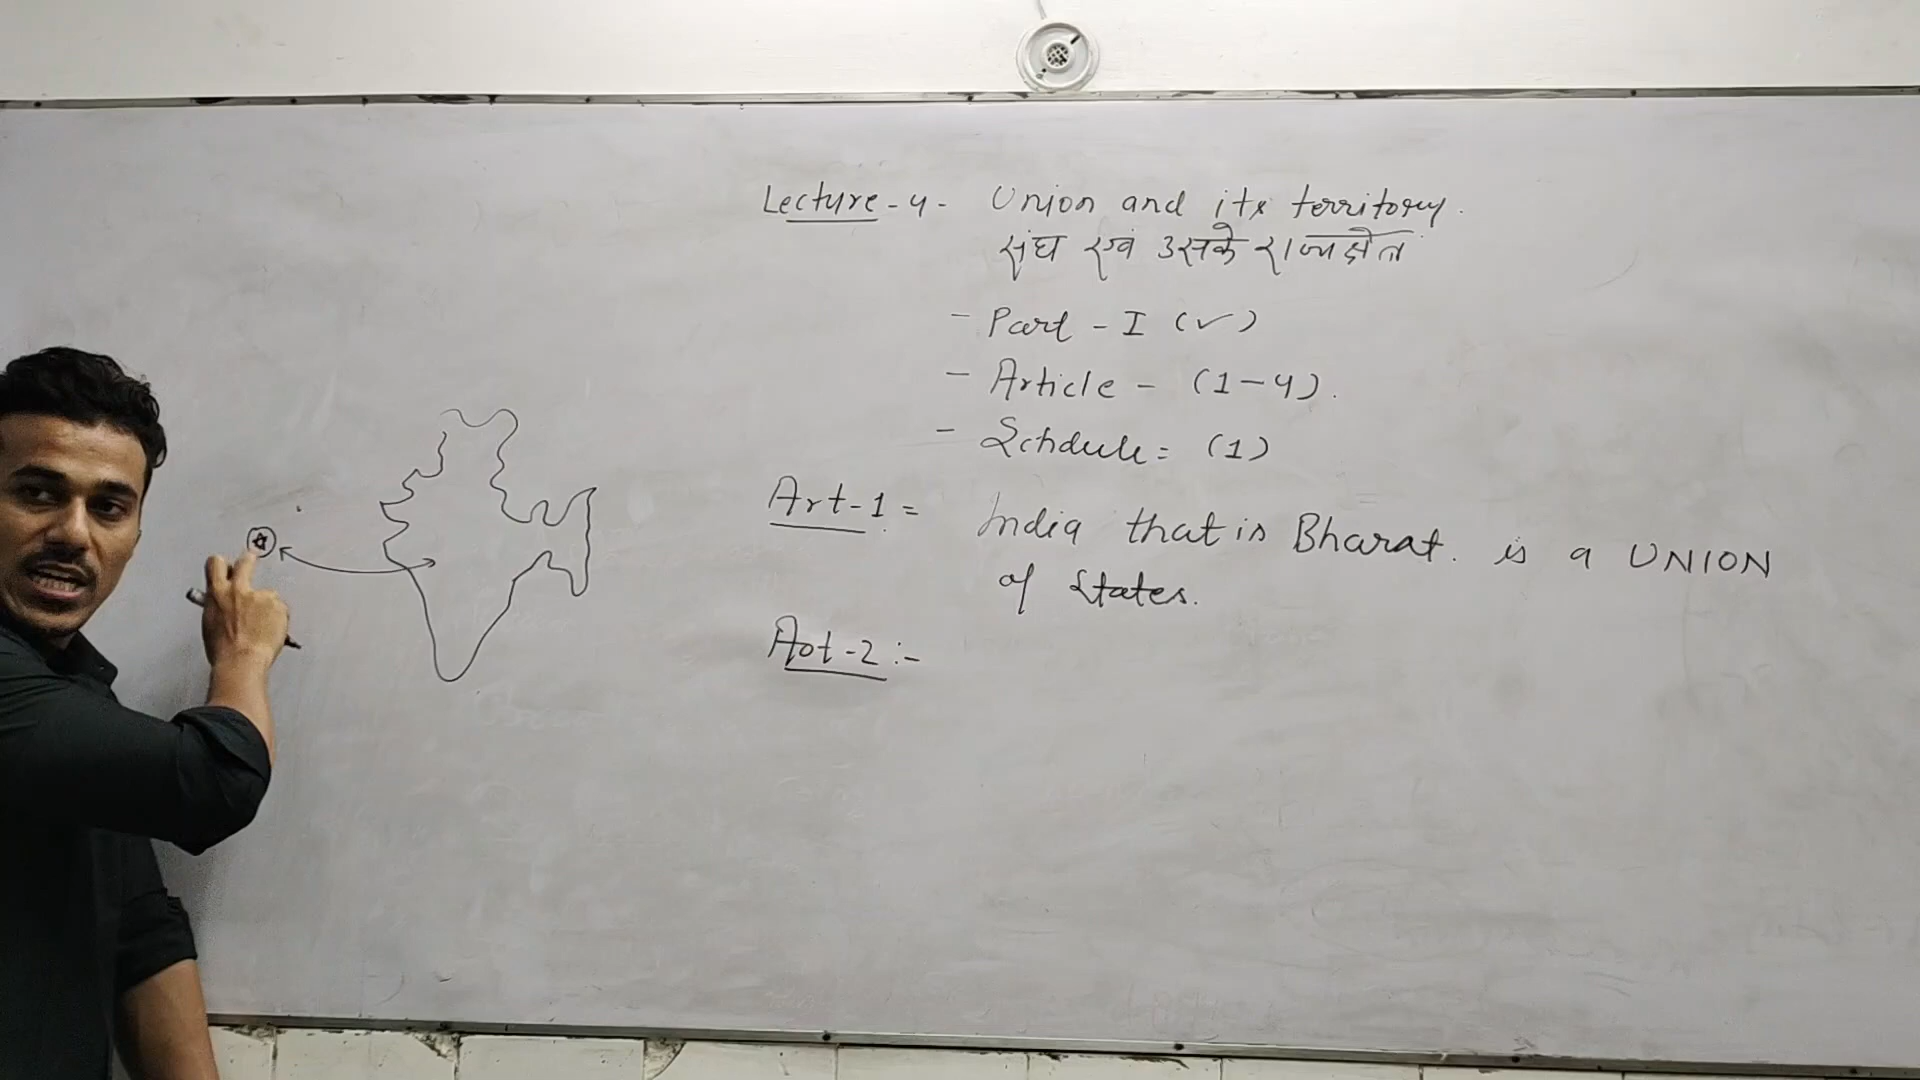 Lecture - 4 - Union and its territory.
संघ एवं उसके राज्यक्षेत्र
- Part - I (✓)
- Article - (1-4).
- Schdule = (1)
Art-1 = India that is Bharat. is a UNION
of States.
Art-2 :-